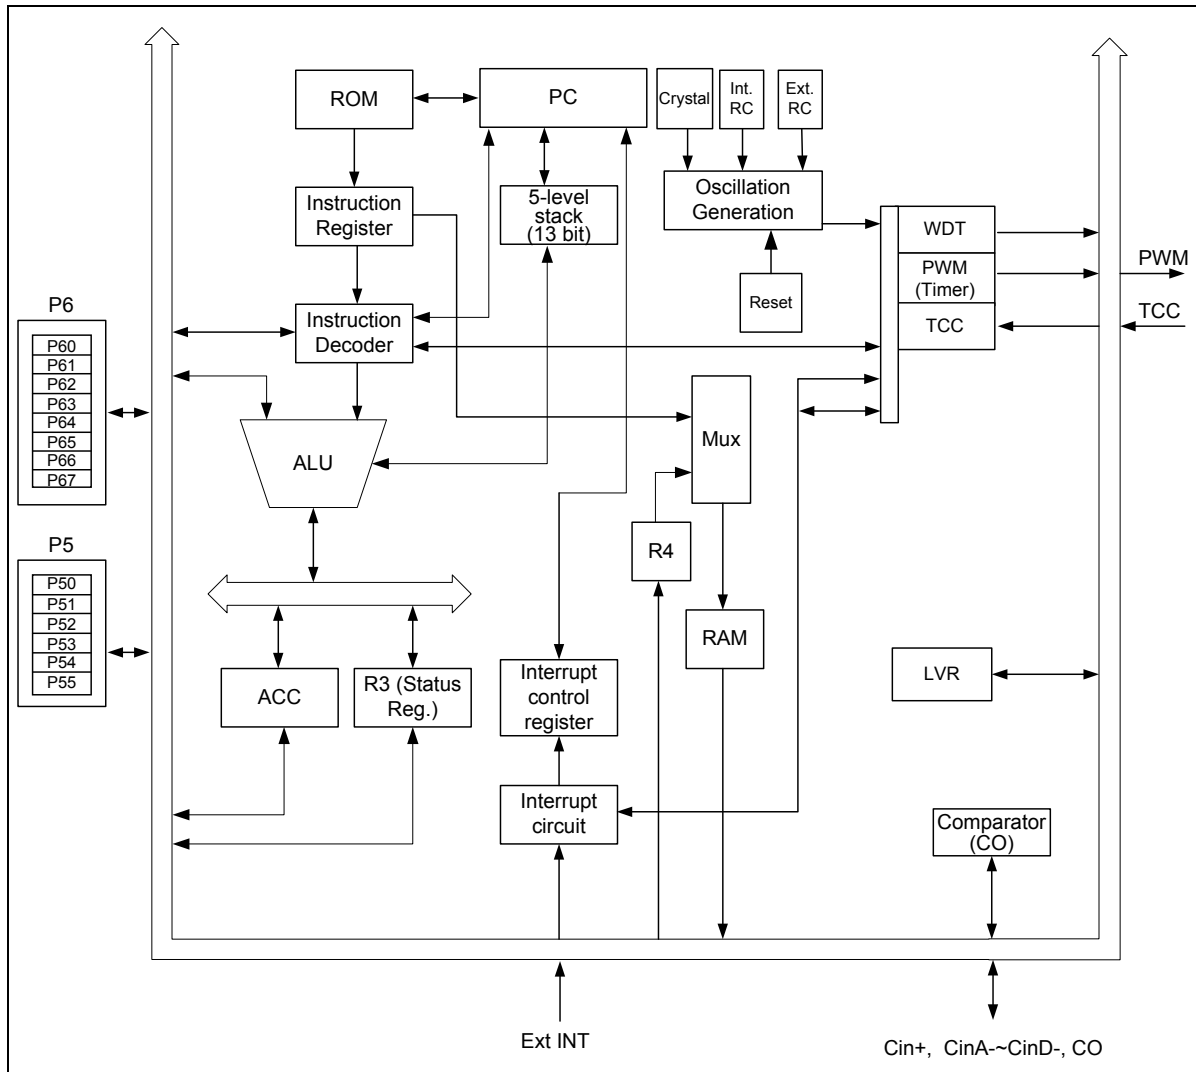 ROM
PC
Crystal
Int.
RC
Ext.
RC
Instruction
Register
5-level
stack
(13 bit)
Oscillation
Generation
WDT
PWM
(Timer)
TCC
PWM
TCC
Reset
Instruction
Decoder
P6
P60
P61
P62
P63
P64
P65
P66
P67
ALU
Mux
R4
P5
P50
P51
P52
P53
P54
P55
RAM
ACC
R3 (Status
Reg.)
Interrupt
control
register
LVR
Interrupt
circuit
Comparator
(CO)
Ext INT
Cin+, CinA-~CinD-, CO